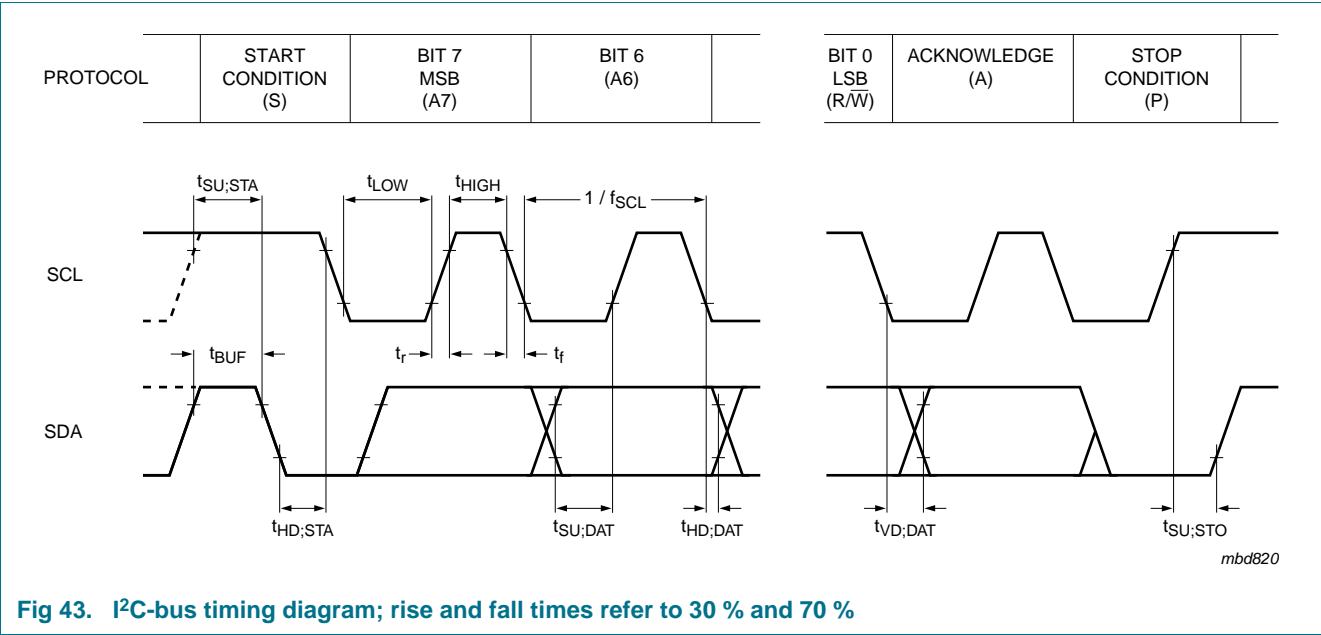 PROTOCOL
START
CONDITION
(S)
BIT 7
MSB
(A7)
BIT 6
(A6)
BIT 0
LSB
(R/W̅)
ACKNOWLEDGE
(A)
STOP
CONDITION
(P)
tSU;STA
tLOW
tHIGH
1 / fSCL
SCL
tBUF
tr
tf
SDA
tHD;STA
tSU;DAT
tHD;DAT
tVD;DAT
tSU;STO
mbd820
Fig 43. I²C-bus timing diagram; rise and fall times refer to 30 % and 70 %